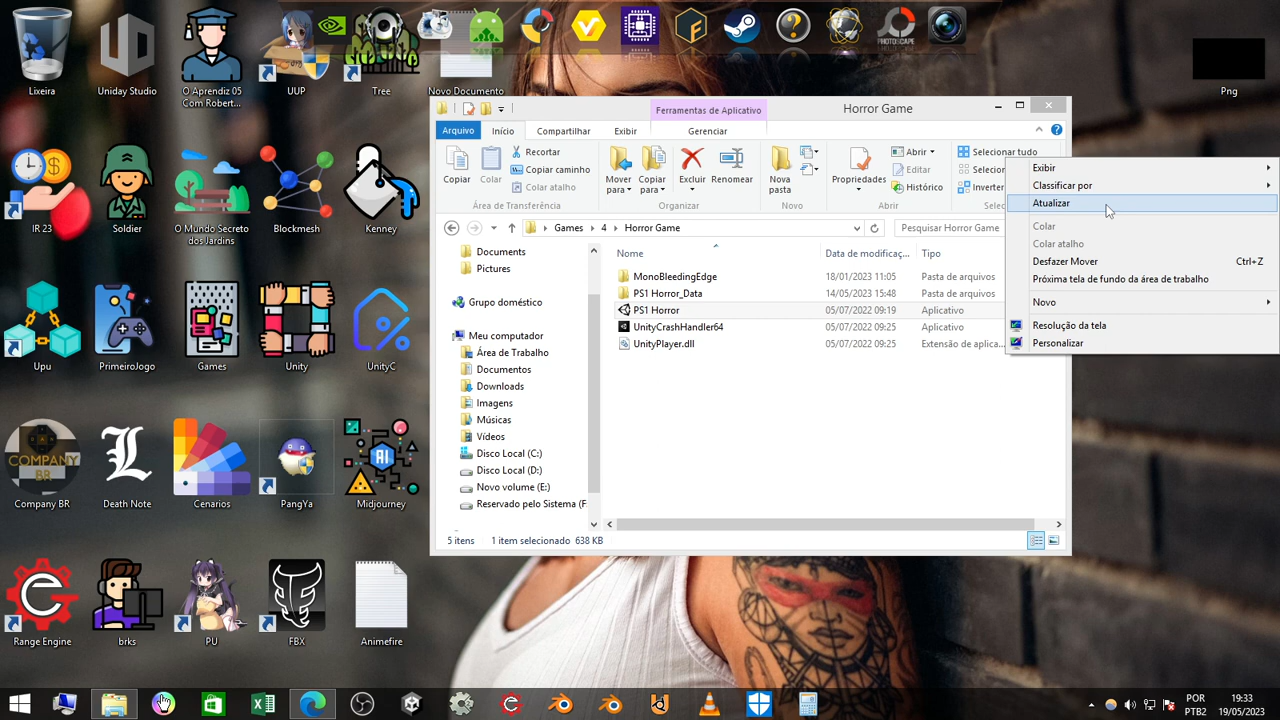 Lixeira
Uniday Studio
O Aprendiz 05
Com Robert...
UUP
Tree
Novo Documento
PHOTOSCAPE
Png
IR 23
Soldier
O Mundo Secreto
dos Jardins
Blockmesh
Kenney
Upu
PrimeiroJogo
Games
Unity
UnityC
COMPANY
BR
Company BR
Death Note
Cenarios
PangYa
AI
Midjourney
Range Engine
brks
PU
FBX
Animefire
Ferramentas de Aplicativo
Horror Game
Arquivo
Início
Compartilhar
Exibir
Gerenciar
Copiar
Colar
Recortar
Copiar caminho
Colar atalho
Área de Transferência
Mover
para
Copiar
para
Excluir
Renomear
Organizar
Nova
pasta
Novo
Propriedades
Abrir
Editar
Histórico
Abrir
Selecionar tudo
Selecion
Inverter
Selec
Games 4 Horror Game
Pesquisar Horror Game
Documents
Pictures
Grupo doméstico
Meu computador
Área de Trabalho
Documentos
Downloads
Imagens
Músicas
Vídeos
Disco Local (C:)
Disco Local (D:)
Novo volume (E:)
Reservado pelo Sistema (F
Nome Data de modificaç... Tipo
MonoBleedingEdge 18/01/2023 11:05 Pasta de arquivos
PS1 Horror_Data 14/05/2023 15:48 Pasta de arquivos
PS1 Horror 05/07/2022 09:19 Aplicativo
UnityCrashHandler64 05/07/2022 09:25 Aplicativo
UnityPlayer.dll 05/07/2022 09:25 Extensão de aplica...
5 itens 1 item selecionado 638 KB
Exibir
Classificar por
Atualizar
Colar
Colar atalho
Desfazer Mover Ctrl+Z
Próxima tela de fundo da área de trabalho
Novo
Resolução da tela
Personalizar
POR
PTB2
19:33
19/05/2023